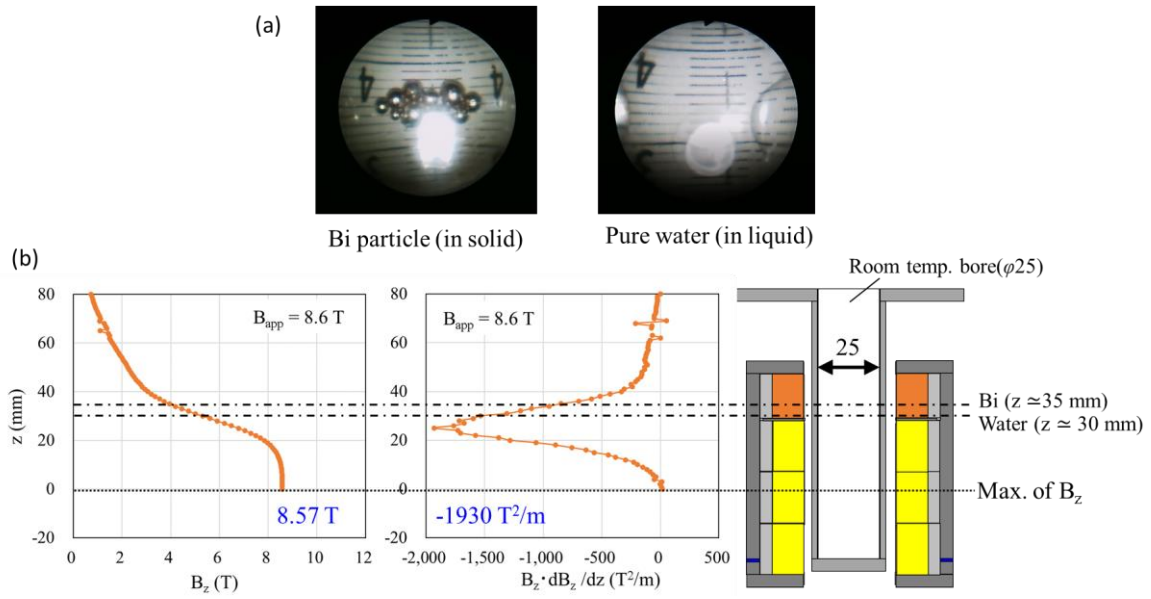 (a)
4
4
4
Bi particle (in solid)
Pure water (in liquid)
(b)
Room temp. bore(φ25)
80
60
40
20
0
-20
z (mm)
B_app = 8.6 T
8.57 T
0 2 4 6 8 10 12
B_z (T)
80
60
40
20
0
-20
B_app = 8.6 T
-1930 T²/m
-2,000 -1,500 -1,000 -500 0 500
B_z·dB_z/dz (T²/m)
25
Bi (z ≃35 mm)
Water (z ≃ 30 mm)
Max. of B_z